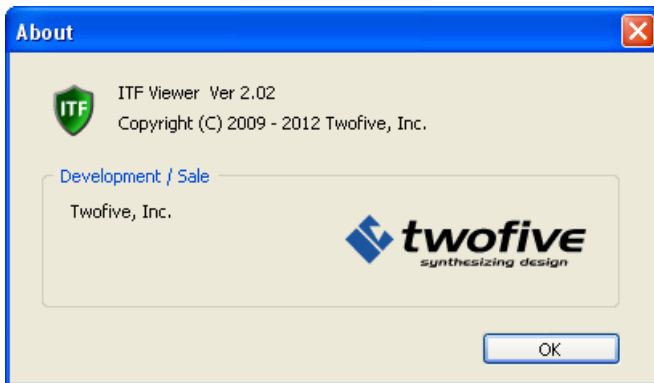 About
ITF
ITF Viewer Ver 2.02
Copyright (C) 2009 - 2012 Twofive, Inc.
Development / Sale
Twofive, Inc.
twofive
synthesizing design
OK